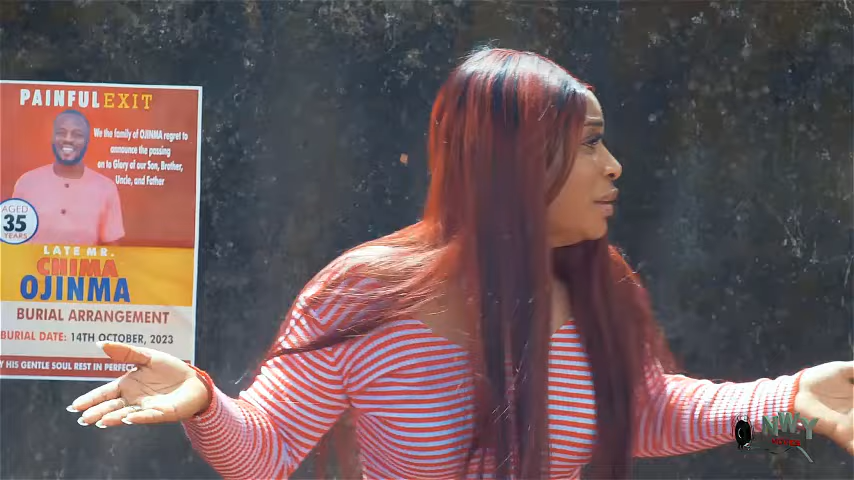 PAINFUL EXIT
We the family of OJINMA regret to
announce the passing
on to Glory of our Son, Brother,
Uncle, and Father
AGED
35
YEARS
LATE MR.
CHIMA
OJINMA
BURIAL ARRANGEMENT
BURIAL DATE: 14TH OCTOBER, 2023
HIS GENTLE SOUL REST IN PERFECT
NWY